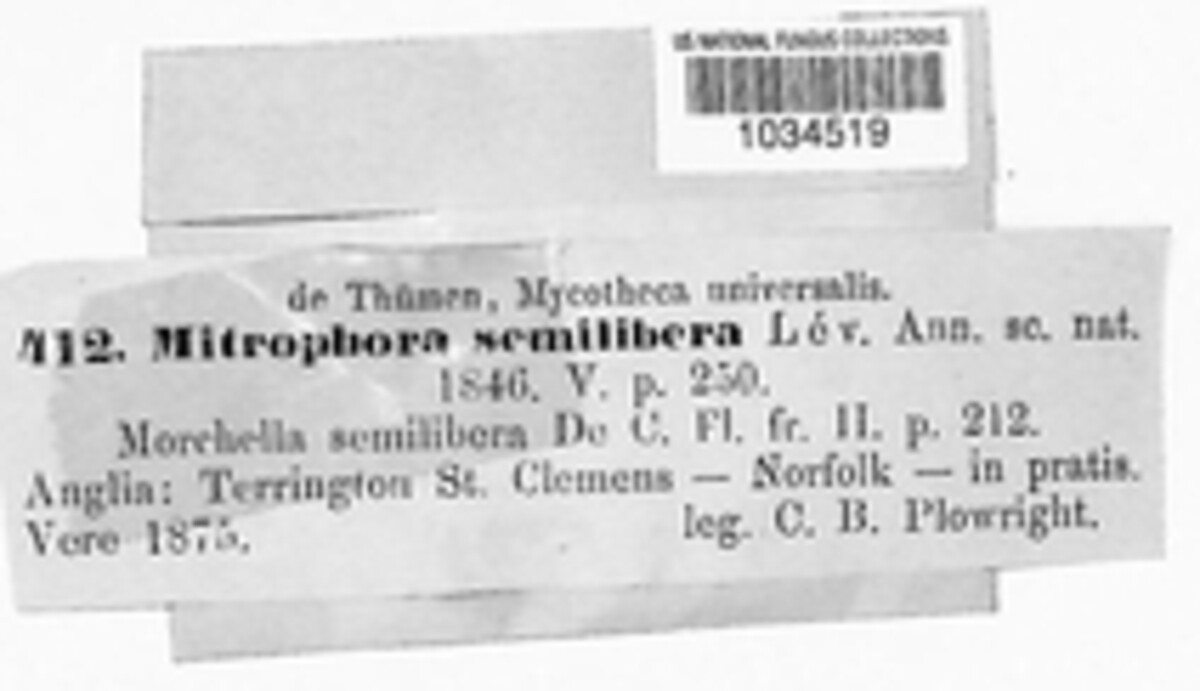 US NATIONAL FUNGUS COLLECTIONS
1034519
de Thümen, Mycotheca universalis.
412. Mitrophora semilibera Lév. Ann. sc. nat.
1846. V. p. 250.
Morchella semilibera De C. Fl. fr. II. p. 212.
Anglia: Terrington St. Clemens — Norfolk — in pratis.
Vere 1875. leg. C. B. Plowright.